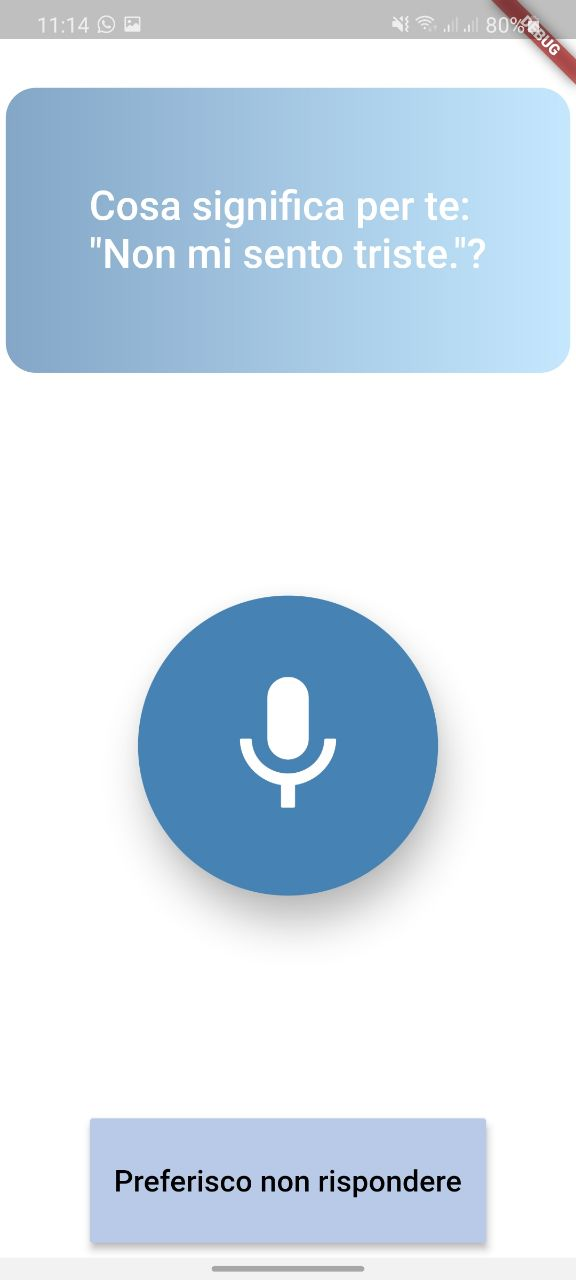 11:14
80%
DEBUG
Cosa significa per te:
"Non mi sento triste."?
Preferisco non rispondere